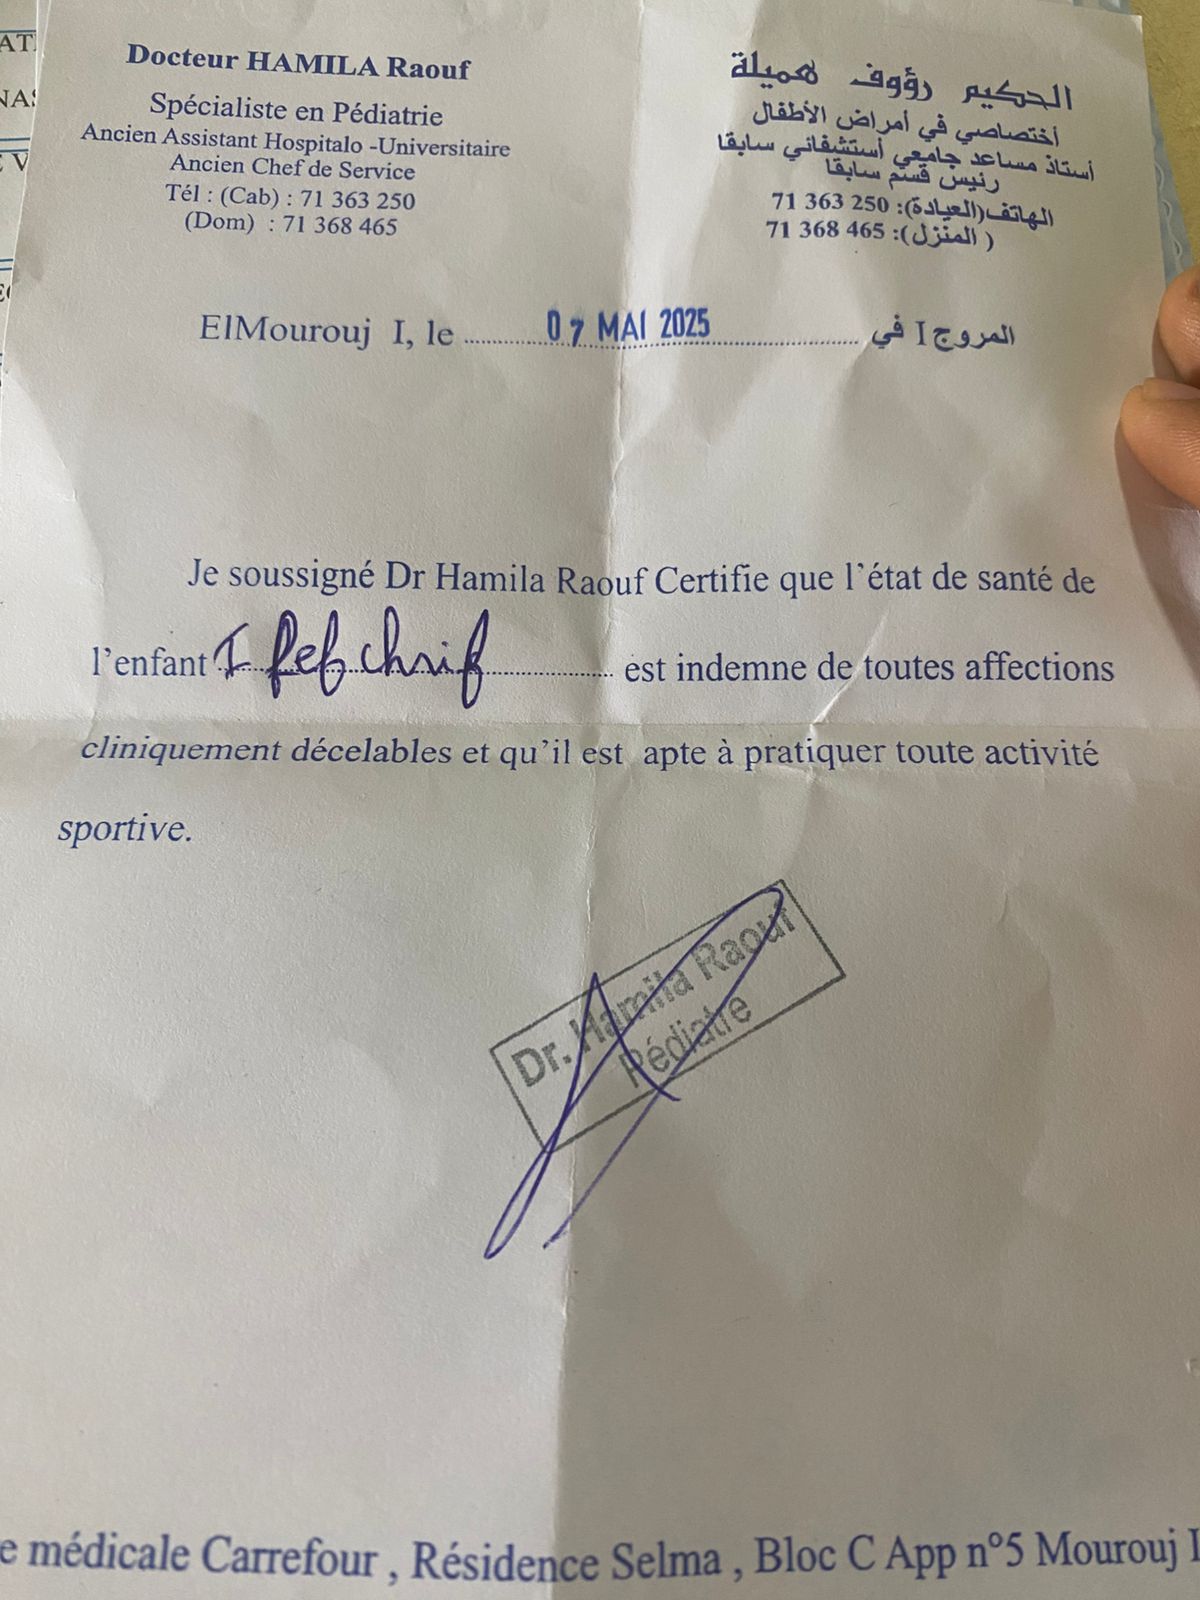 Docteur HAMILA Raouf
Spécialiste en Pédiatrie
Ancien Assistant Hospitalo -Universitaire
Ancien Chef de Service
Tél : (Cab) : 71 363 250
(Dom) : 71 368 465
الحكيم رؤوف هميلة
أختصاصي في أمراض الأطفال
أستاذ مساعد جامعي أستشفائي سابقا
رئيس قسم سابقا
الهاتف(العيادة): 250 363 71
( المنزل): 465 368 71
ElMourouj I, le 07 MAI 2025 المروج I في
Je soussigné Dr Hamila Raouf Certifie que l'état de santé de
l'enfant Chrif est indemne de toutes affections
cliniquement décelables et qu'il est apte à pratiquer toute activité
sportive.
Dr. Hamila Raouf
Pédiatre
e médicale Carrefour , Résidence Selma , Bloc C App n°5 Mourouj I